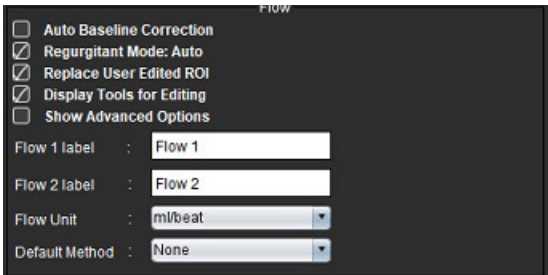 Flow
Auto Baseline Correction
Regurgitant Mode: Auto
Replace User Edited ROI
Display Tools for Editing
Show Advanced Options
Flow 1 label : Flow 1
Flow 2 label : Flow 2
Flow Unit : ml/beat
Default Method : None